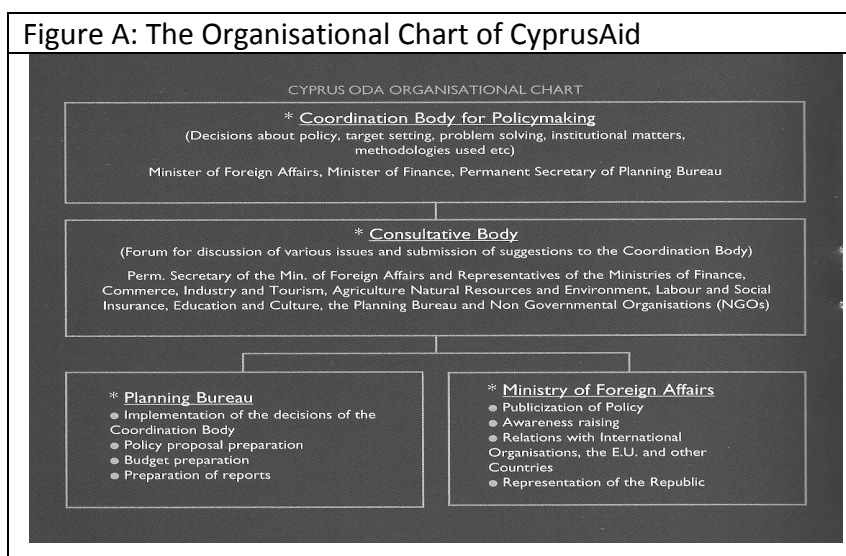 Figure A: The Organisational Chart of CyprusAid
CYPRUS ODA ORGANISATIONAL CHART
* Coordination Body for Policymaking
(Decisions about policy, target setting, problem solving, institutional matters,
methodologies used etc)
Minister of Foreign Affairs, Minister of Finance, Permanent Secretary of Planning Bureau
* Consultative Body
(Forum for discussion of various issues and submission of suggestions to the Coordination Body)
Perm. Secretary of the Min. of Foreign Affairs and Representatives of the Ministries of Finance,
Commerce, Industry and Tourism, Agriculture Natural Resources and Environment, Labour and Social
Insurance, Education and Culture, the Planning Bureau and Non Governmental Organisations (NGOs)
* Planning Bureau
● Implementation of the decisions of the
Coordination Body
● Policy proposal preparation
● Budget preparation
● Preparation of reports
* Ministry of Foreign Affairs
● Publicization of Policy
● Awareness raising
● Relations with International
Organisations, the E.U. and other
Countries
● Representation of the Republic